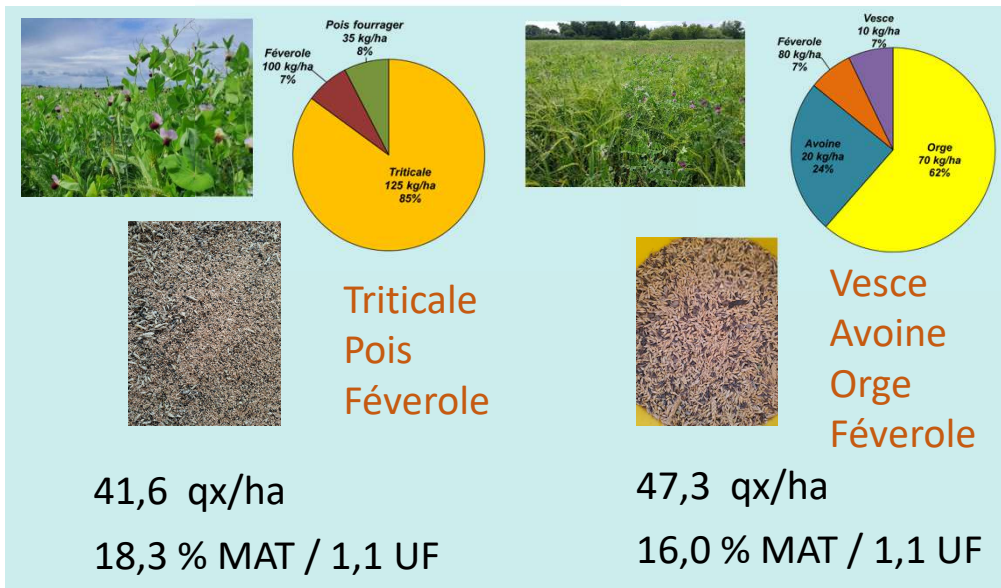 Pois fourrager
35 kg/ha
8%
Féverole
100 kg/ha
7%
Triticale
125 kg/ha
85%
Triticale
Pois
Féverole
41,6 qx/ha
18,3 % MAT / 1,1 UF
Vesce
10 kg/ha
7%
Féverole
80 kg/ha
7%
Avoine
20 kg/ha
24%
Orge
70 kg/ha
62%
Vesce
Avoine
Orge
Féverole
47,3 qx/ha
16,0 % MAT / 1,1 UF